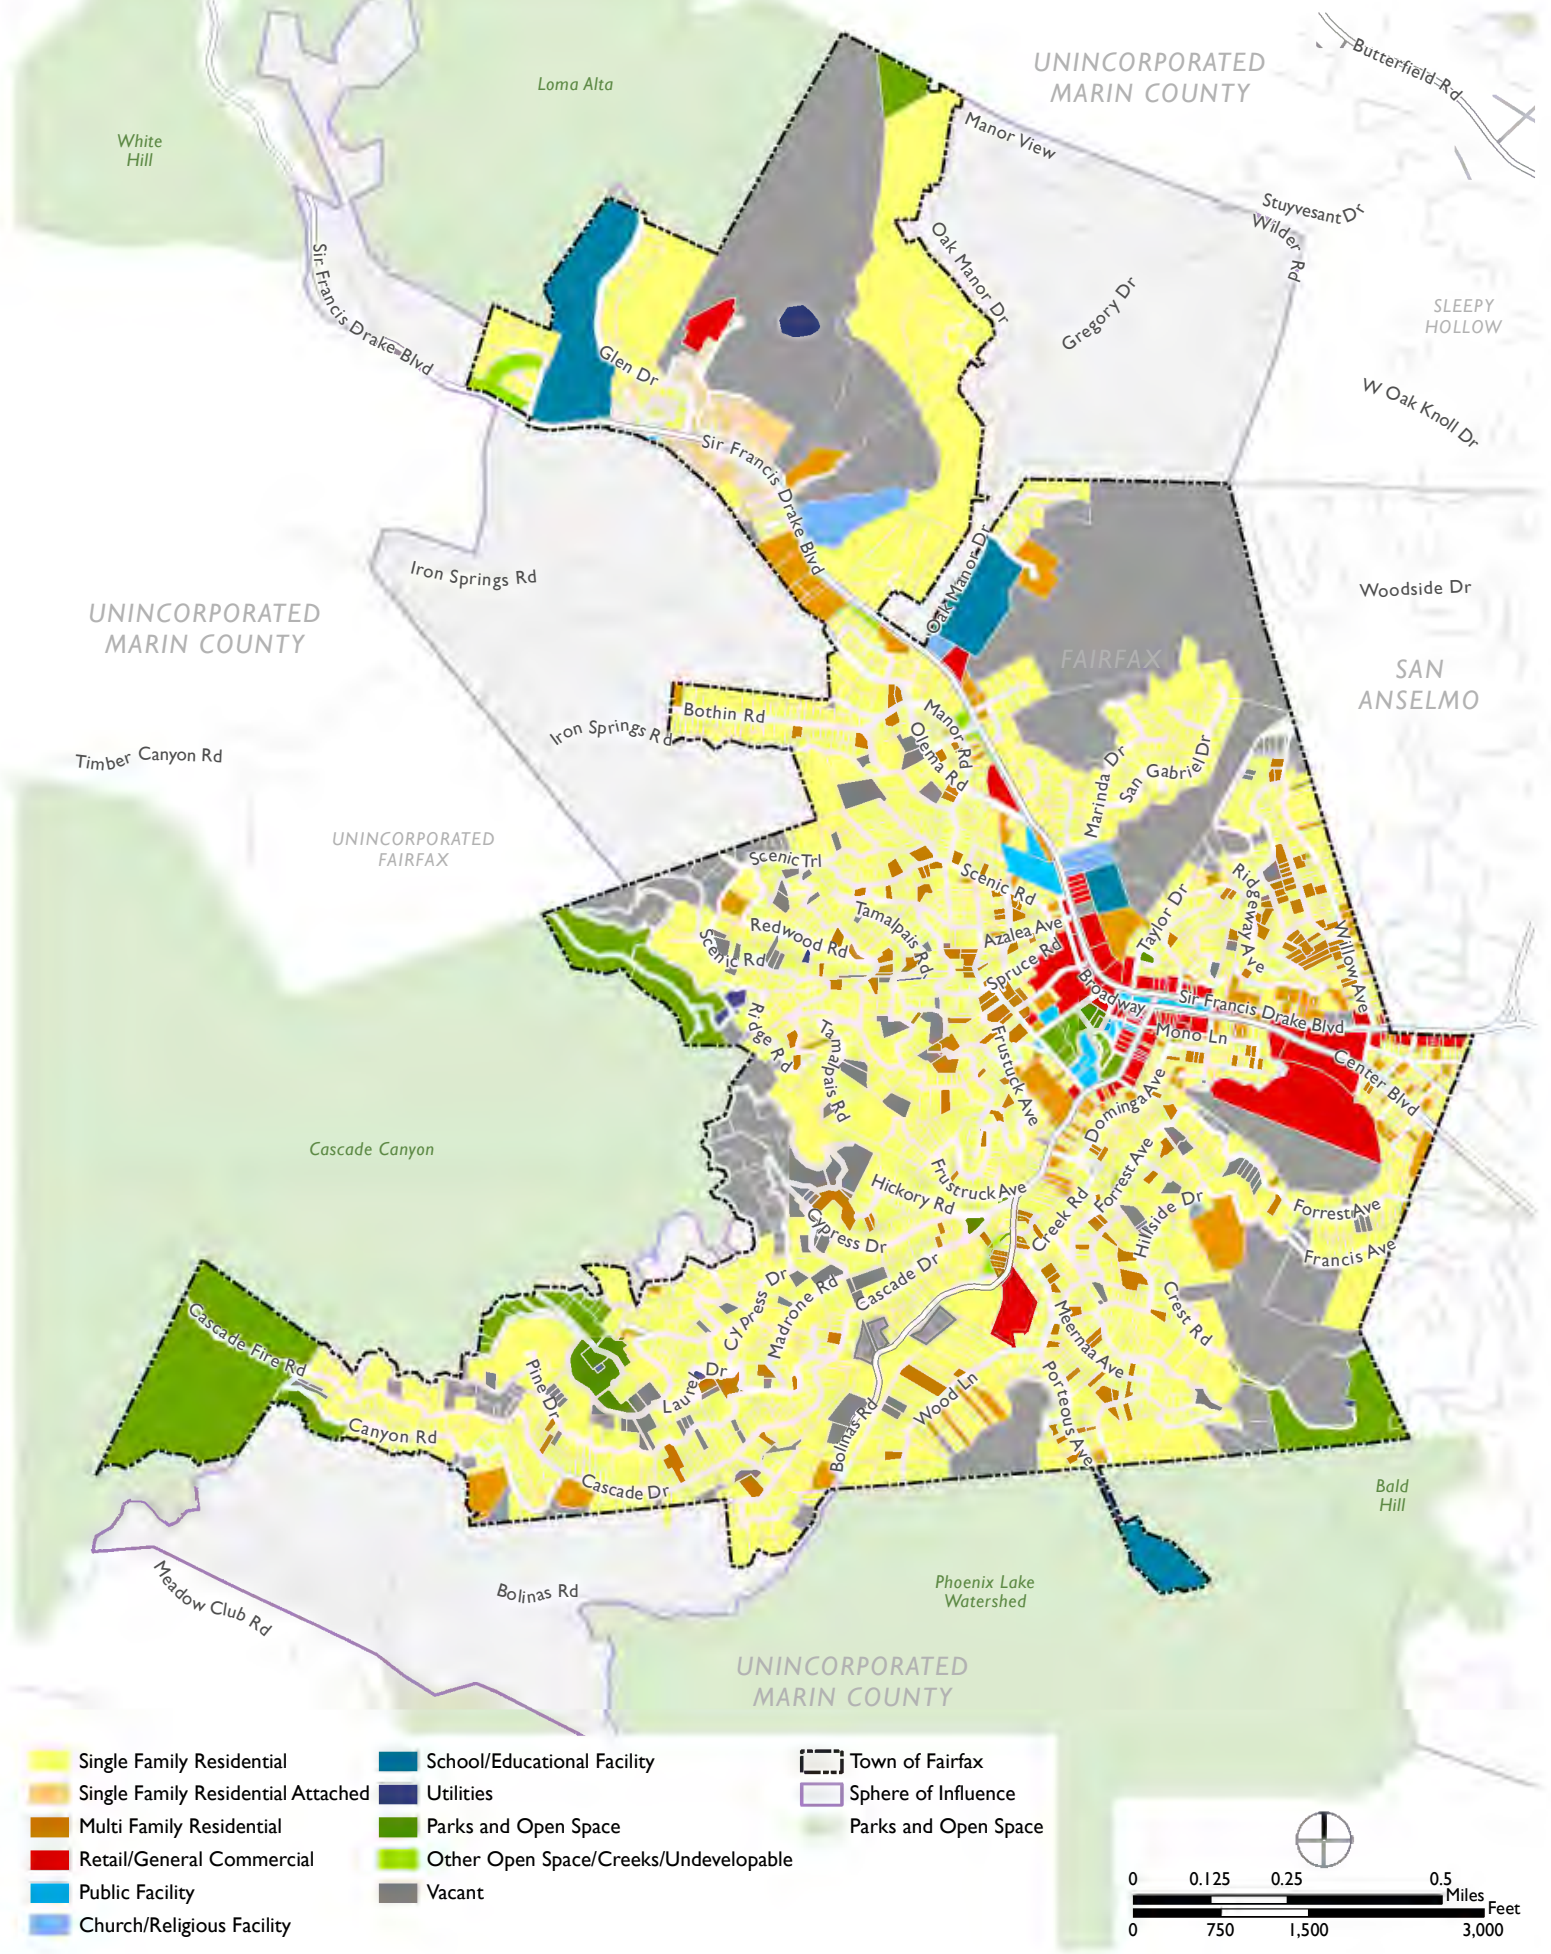 UNINCORPORATED
MARIN COUNTY
Butterfield Rd
Loma Alta
White
Hill
Manor View
Stuyvesant Dr
Wilder Rd
Oak Manor Dr
Gregory Dr
Sir Francis Drake Blvd
SLEEPY
HOLLOW
Glen Dr
W Oak Knoll Dr
Sir Francis Drake Blvd
Oak Manor Dr
Iron Springs Rd
Woodside Dr
UNINCORPORATED
MARIN COUNTY
FAIRFAX
SAN
ANSELMO
Bothin Rd
Iron Springs Rd
Manor Rd
Olema Rd
Timber Canyon Rd
Marinda Dr
San Gabriel Dr
UNINCORPORATED
FAIRFAX
Scenic Trl
Scenic Rd
Ridgeway Ave
Taylor Dr
Tamalpais Rd
Redwood Rd
Scenic Rd
Azalea Ave
Spruce Rd
Willow Ave
Broadway
Sir Francis Drake Blvd
Mono Ln
Ridge Rd
Tamalpais Rd
Frustuck Ave
Center Blvd
Dominga Ave
Cascade Canyon
Forrest Ave
Hickory Rd
Frustruck Ave
Creek Rd
Hillside Dr
Forrest Ave
Cypress Dr
Francis Ave
Cascade Dr
Cypress Dr
Madrone Rd
Crest Rd
Cascade Fire Rd
Meernaa Ave
Pine Dr
Laurel Dr
Wood Ln
Porteous Ave
Canyon Rd
Bolinas Rd
Cascade Dr
Bald
Hill
Phoenix Lake
Watershed
Meadow Club Rd
Bolinas Rd
UNINCORPORATED
MARIN COUNTY
Single Family Residential
Single Family Residential Attached
Multi Family Residential
Retail/General Commercial
Public Facility
Church/Religious Facility
School/Educational Facility
Utilities
Parks and Open Space
Other Open Space/Creeks/Undevelopable
Vacant
Town of Fairfax
Sphere of Influence
Parks and Open Space
0 0.125 0.25 0.5
Miles
Feet
0 750 1,500 3,000